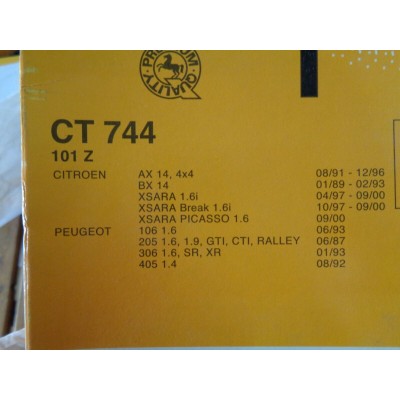 PREMIUM QUALITY
CT 744
101 Z
CITROEN AX 14, 4x4 08/91 - 12/96
BX 14 01/89 - 02/93
XSARA 1.6i 04/97 - 09/00
XSARA Break 1.6i 10/97 - 09/00
XSARA PICASSO 1.6 09/00
PEUGEOT 106 1.6 06/93
205 1.6, 1.9, GTI, CTI, RALLEY 06/87
306 1.6, SR, XR 01/93
405 1.4 08/92